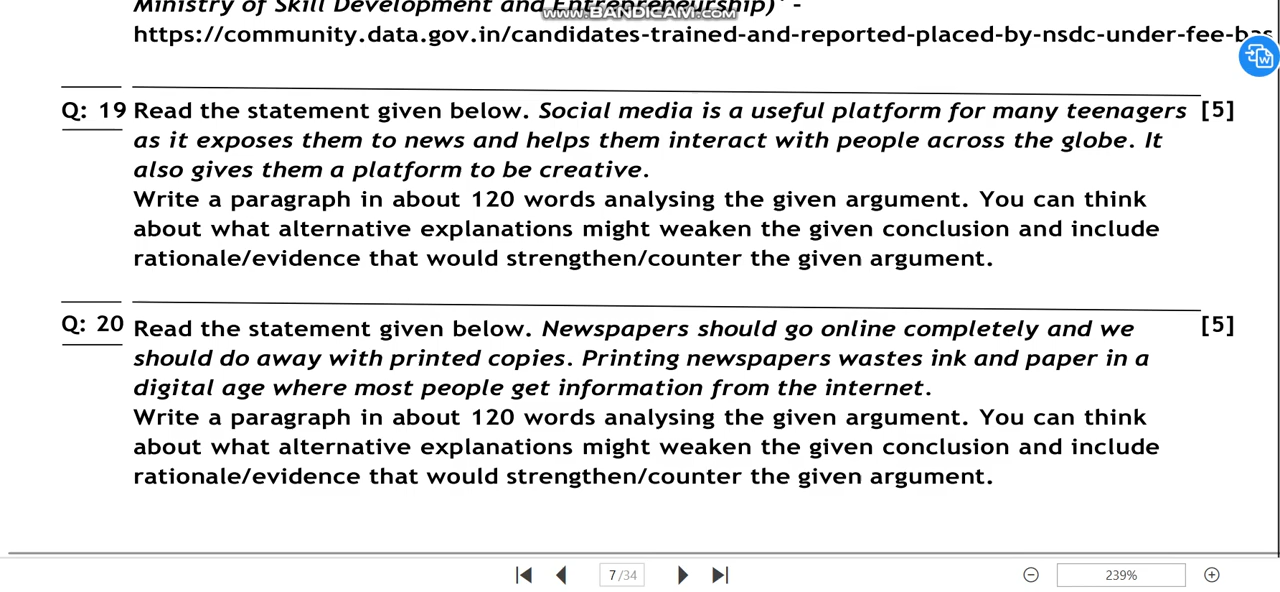 Ministry of Skill Development and Entrepreneurship)' -
www.BANDICAM.com
https://community.data.gov.in/candidates-trained-and-reported-placed-by-nsdc-under-fee-bas
Q: 19 Read the statement given below. Social media is a useful platform for many teenagers [5]
as it exposes them to news and helps them interact with people across the globe. It
also gives them a platform to be creative.
Write a paragraph in about 120 words analysing the given argument. You can think
about what alternative explanations might weaken the given conclusion and include
rationale/evidence that would strengthen/counter the given argument.
Q: 20 Read the statement given below. Newspapers should go online completely and we [5]
should do away with printed copies. Printing newspapers wastes ink and paper in a
digital age where most people get information from the internet.
Write a paragraph in about 120 words analysing the given argument. You can think
about what alternative explanations might weaken the given conclusion and include
rationale/evidence that would strengthen/counter the given argument.
7 /34
239%